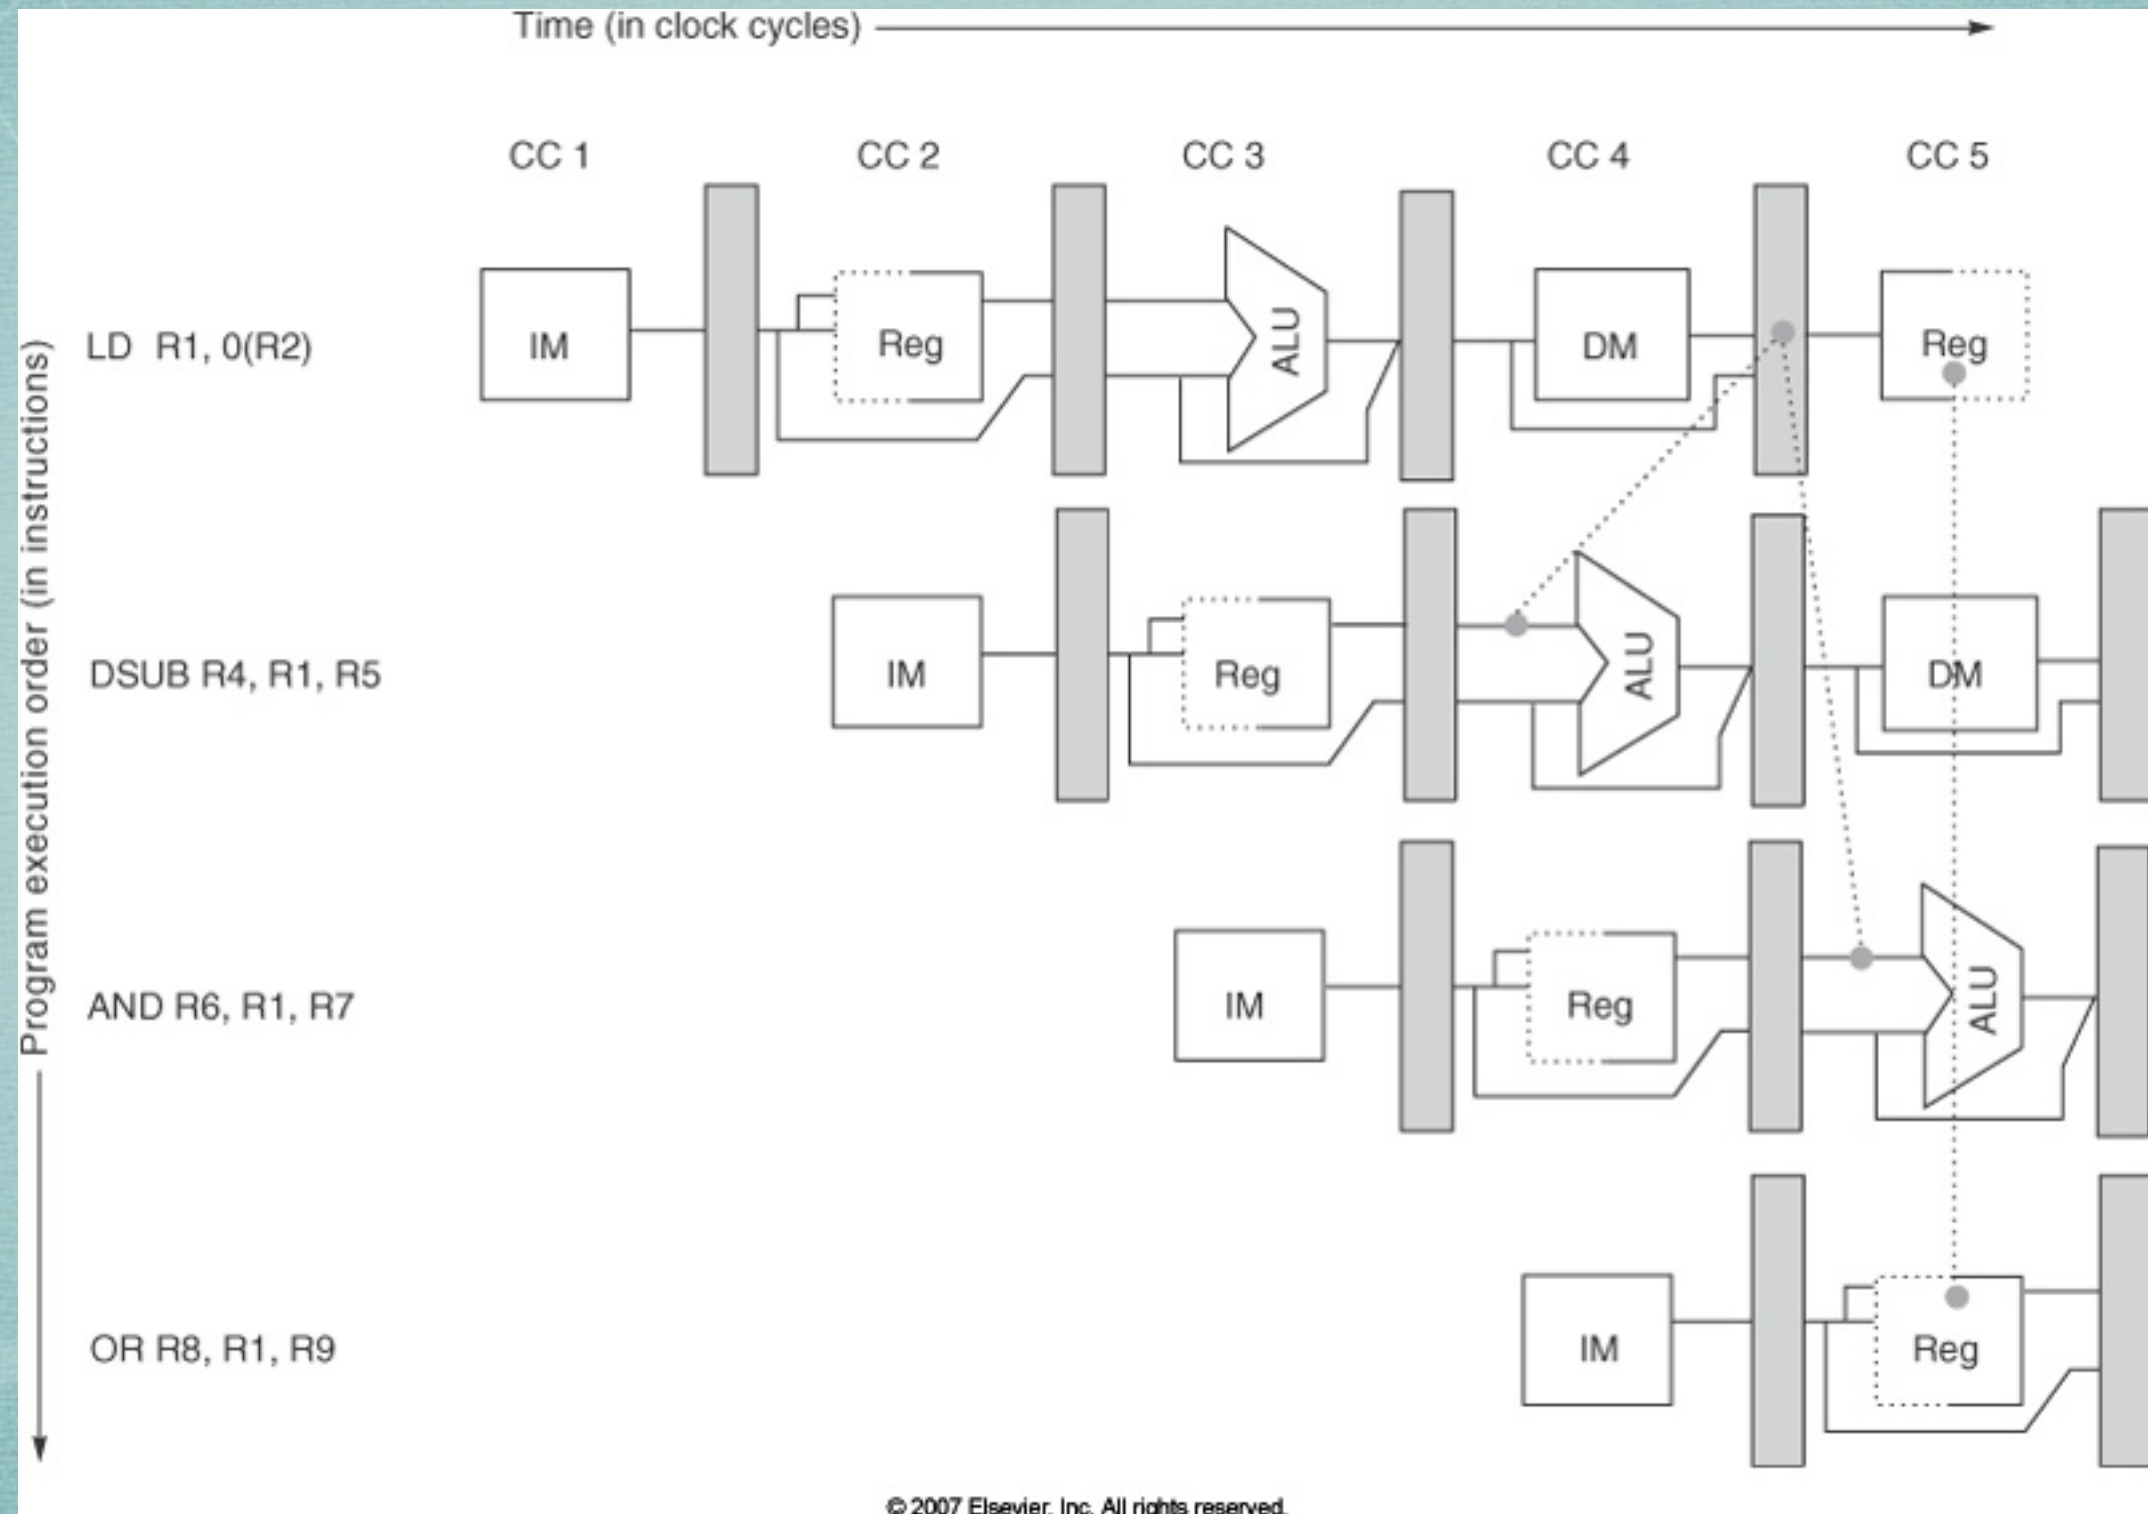 Time (in clock cycles)
CC 1 CC 2 CC 3 CC 4 CC 5
Program execution order (in instructions)
LD R1, 0(R2) IM Reg ALU DM Reg
DSUB R4, R1, R5 IM Reg ALU DM
AND R6, R1, R7 IM Reg ALU
OR R8, R1, R9 IM Reg
© 2007 Elsevier, Inc. All rights reserved.